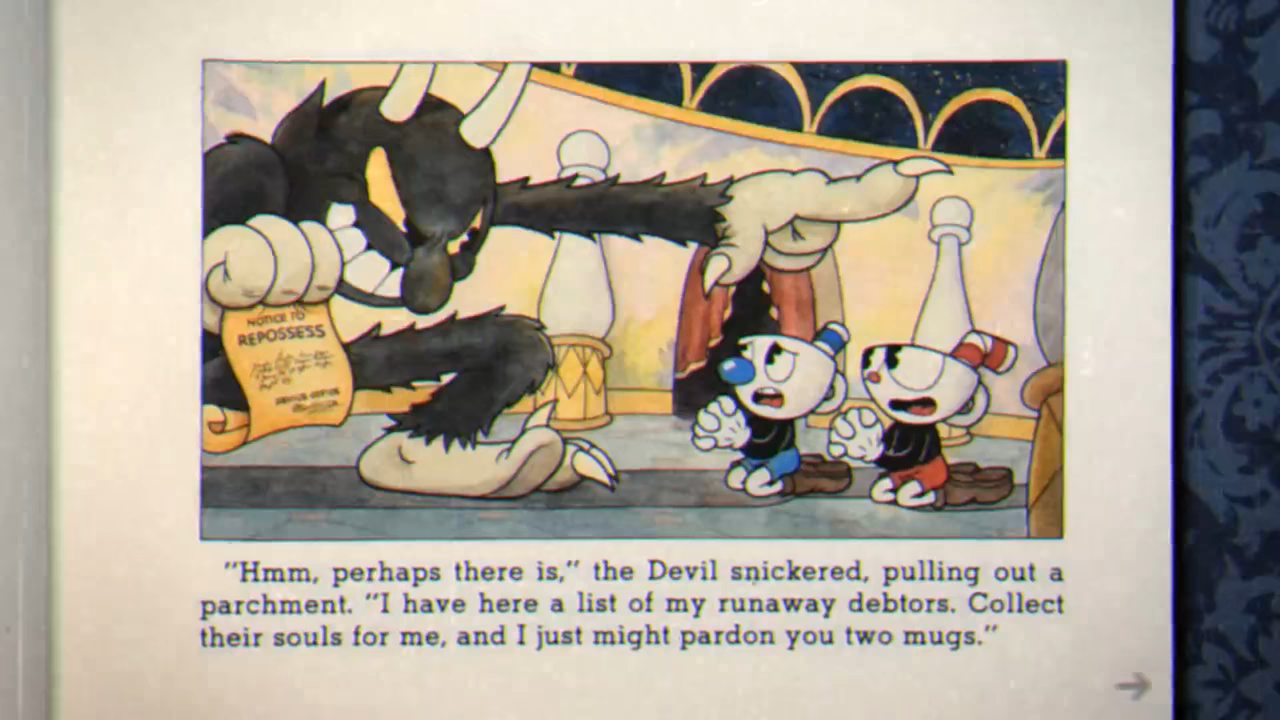 NOTICE TO
REPOSSESS
"Hmm, perhaps there is," the Devil snickered, pulling out a
parchment. "I have here a list of my runaway debtors. Collect
their souls for me, and I just might pardon you two mugs."